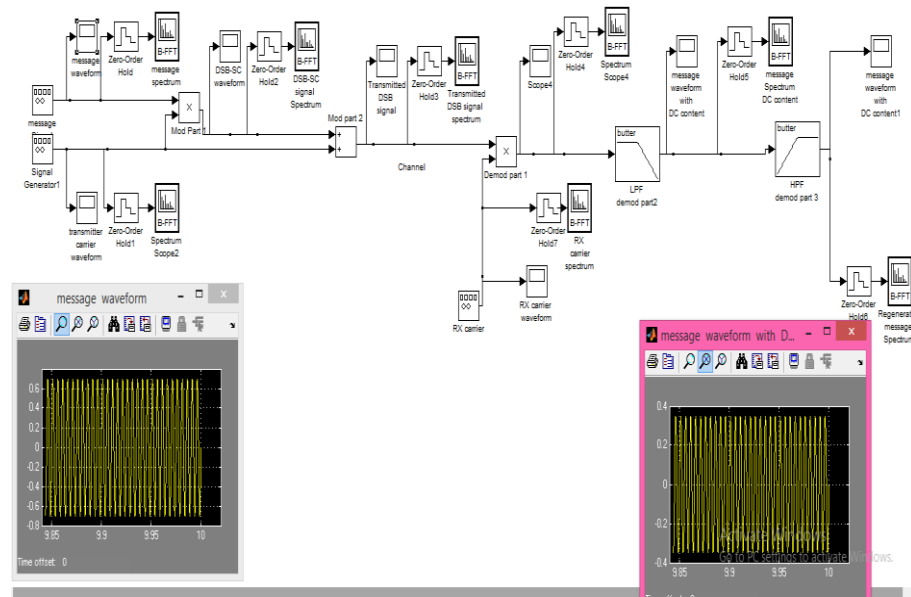 B-FFT
message
waveform
Zero-Order
Hold
message
spectrum
B-FFT
DSB-SC
waveform
Zero-Order
Hold2
DSB-SC
signal
Spectrum
B-FFT
Transmitted
DSB
signal
Zero-Order
Hold3
Transmitted
DSB signal
spectrum
B-FFT
Scope4
Zero-Order
Hold4
Spectrum
Scope4
B-FFT
message
waveform
with
DC content
Zero-Order
Hold5
message
Spectrum
DC content
message
waveform
with
DC content1
message
X
Mod Part
Signal
Generator1
Mod part 2
+
+
Channel
X
Demod part 1
butter
LPF
demod part2
butter
HPF
demod part 3
transmitter
carrier
waveform
Zero-Order
Hold1
B-FFT
Spectrum
Scope2
Zero-Order
Hold7
B-FFT
RX
carrier
spectrum
RX carrier
RX carrier
waveform
Zero-Order
Hold6
B-FFT
Regenerat
message
Spectru
message waveform
0.6
0.4
0.2
0
-0.2
-0.4
-0.6
-0.8
9.85 9.9 9.95 10
Time offset: 0
message waveform with D...
0.4
0.2
0
-0.2
-0.4
9.85 9.9 9.95 10
Activate Windows
Go to PC settings to activate Windows.